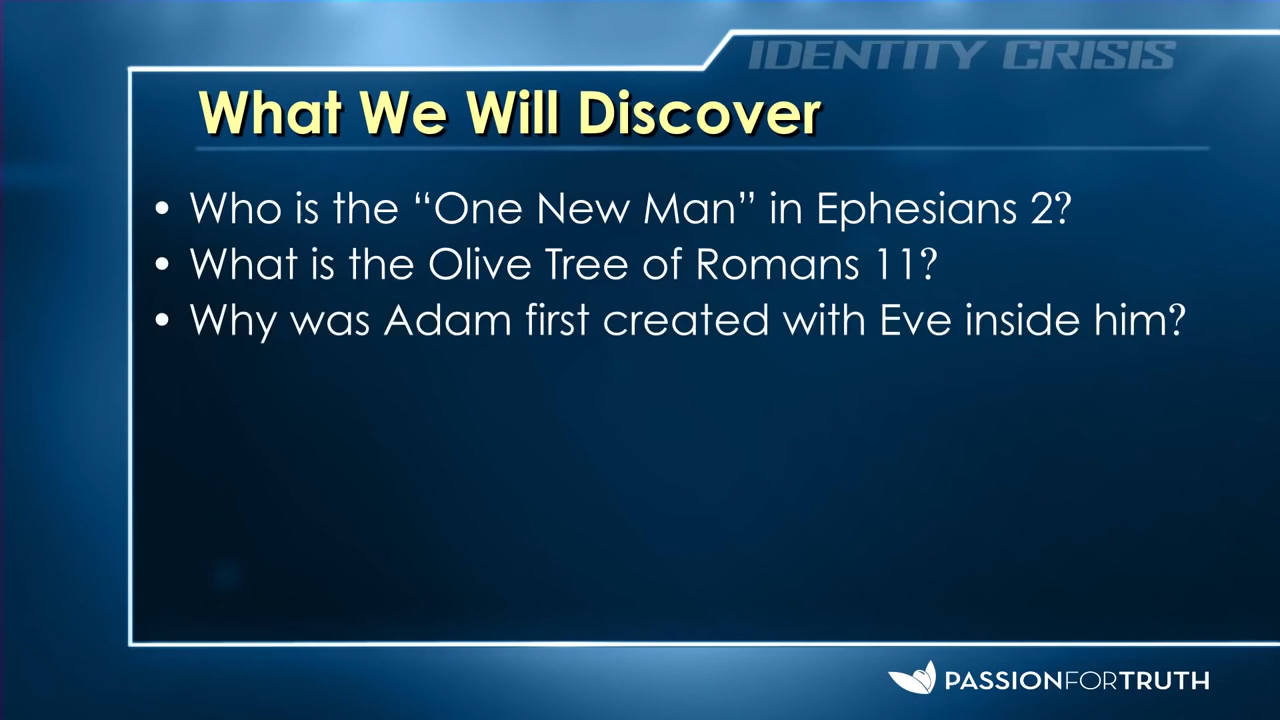 IDENTITY CRISIS
What We Will Discover
• Who is the “One New Man” in Ephesians 2?
• What is the Olive Tree of Romans 11?
• Why was Adam first created with Eve inside him?
PASSIONFORTRUTH